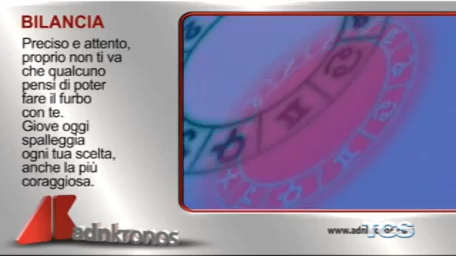 BILANCIA
Preciso e attento,
proprio non ti va
che qualcuno
pensi di poter
fare il furbo
con te.
Giove oggi
spalleggia
ogni tua scelta,
anche la più
coraggiosa.
adnkronos
TCS